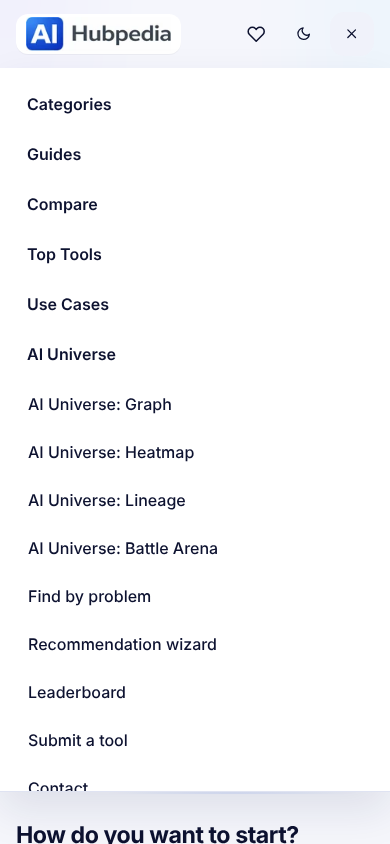 AI Hubpedia
Categories
Guides
Compare
Top Tools
Use Cases
AI Universe
AI Universe: Graph
AI Universe: Heatmap
AI Universe: Lineage
AI Universe: Battle Arena
Find by problem
Recommendation wizard
Leaderboard
Submit a tool
Contact
How do you want to start?